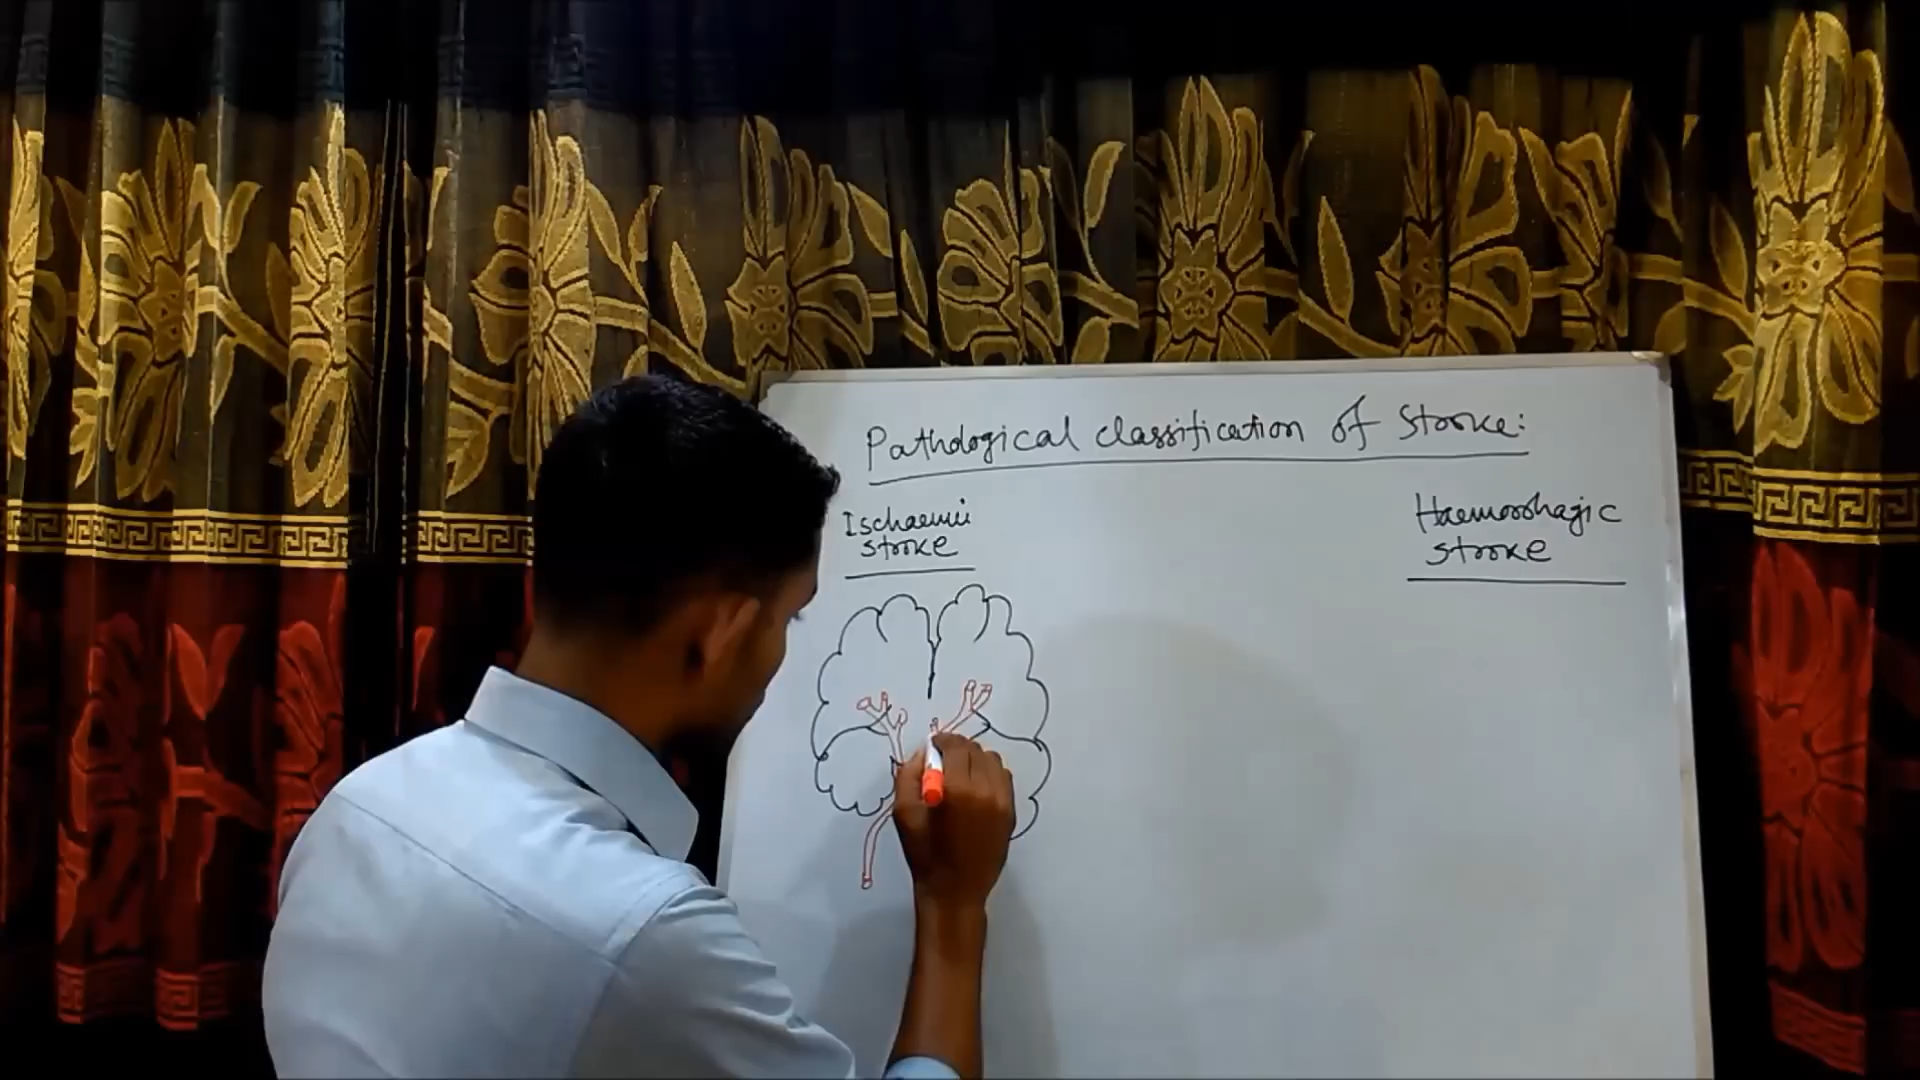 Pathological classification of Stroke:
Ischaemic
stroke
Haemorrhagic
stroke